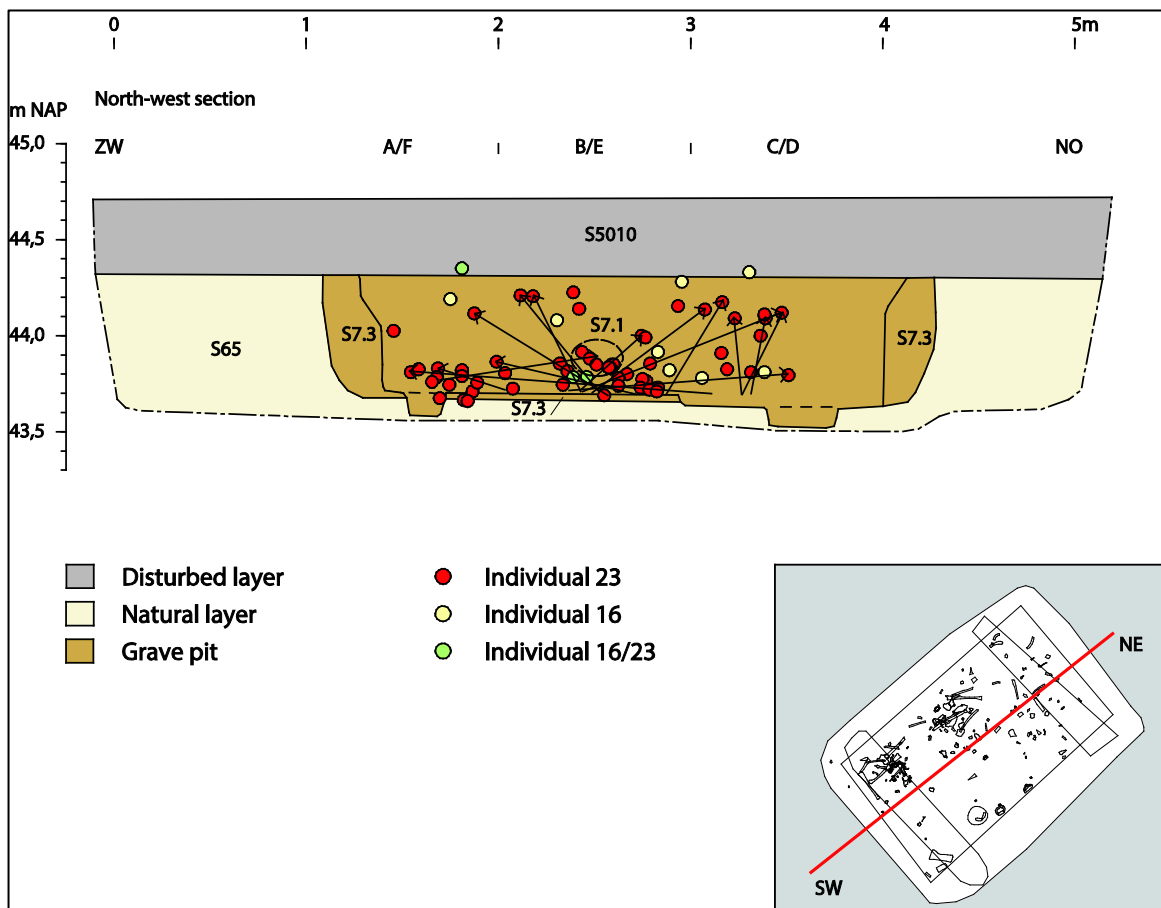 0 1 2 3 4 5m
North-west section
m NAP
45,0 ZW A/F B/E C/D NO
44,5
S5010
44,0
S7.1
S7.3 S7.3
S65
S7.3
43,5
Disturbed layer Individual 23
Natural layer Individual 16
Grave pit Individual 16/23
NE
1
SW